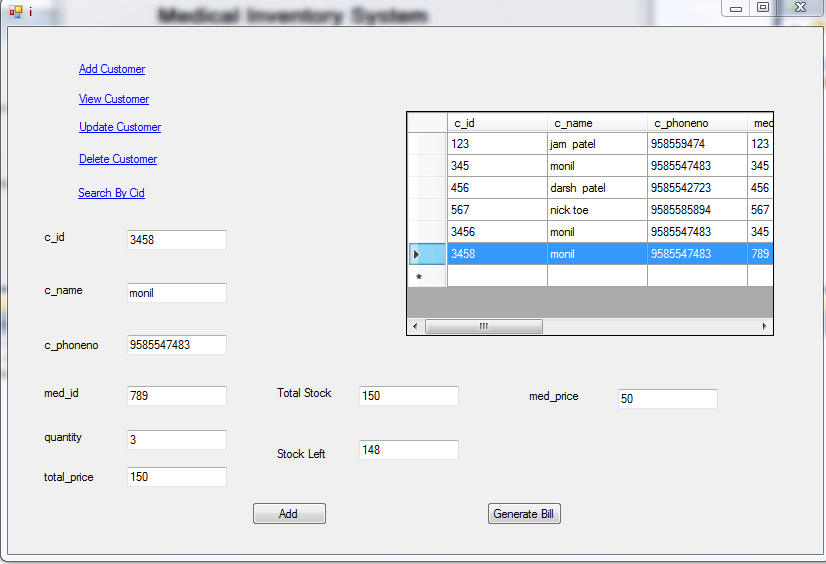 i
Medical Inventory System
Add Customer
View Customer
Update Customer
Delete Customer
Search By Cid
c_id 3458
c_name monil
c_phoneno 9585547483
med_id 789
quantity 3
total_price 150
c_id c_name c_phoneno med
123 jam patel 958559474 123
345 monil 9585547483 345
456 darsh patel 9585542723 456
567 nick toe 9585585894 567
3456 monil 9585547483 345
3458 monil 9585547483 789
*
Total Stock 150
Stock Left 148
med_price 50
Add
Generate Bill